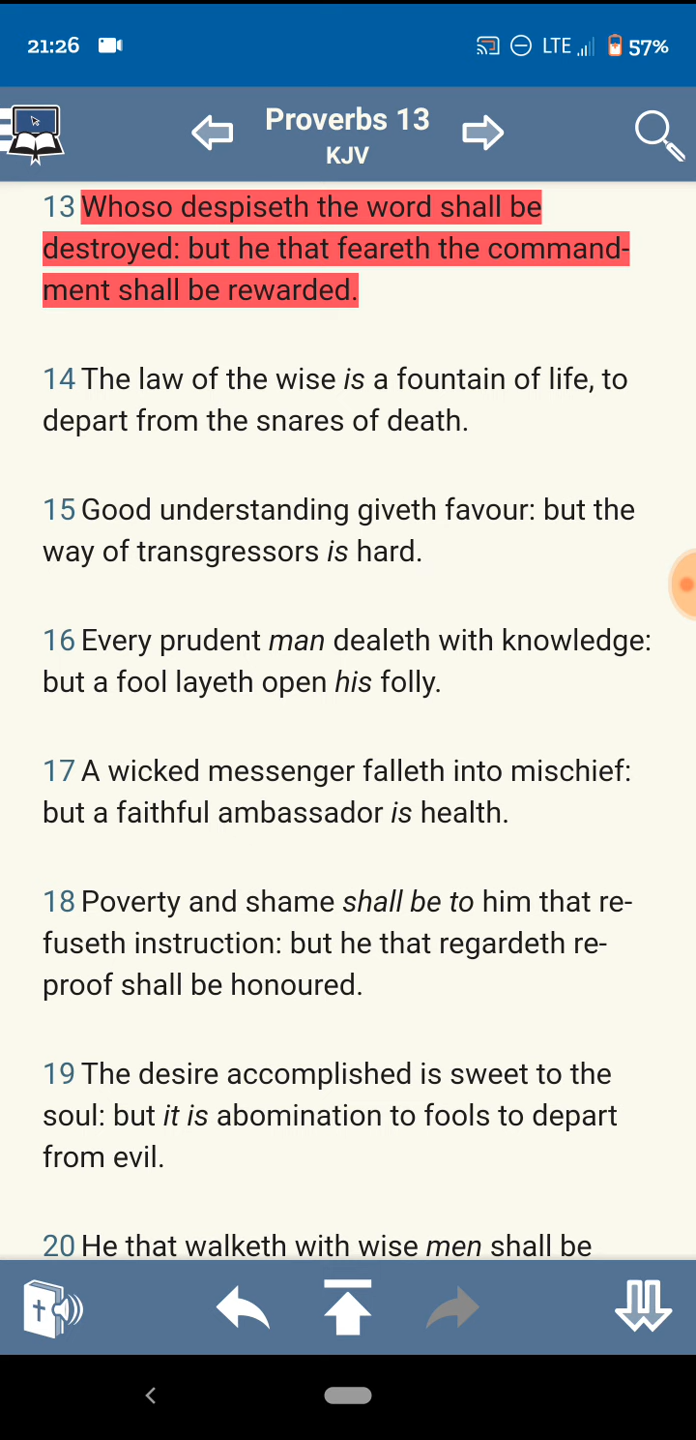 21:26 LTE 57%
Proverbs 13
KJV
13 Whoso despiseth the word shall be
destroyed: but he that feareth the command-
ment shall be rewarded.
14 The law of the wise is a fountain of life, to
depart from the snares of death.
15 Good understanding giveth favour: but the
way of transgressors is hard.
16 Every prudent man dealeth with knowledge:
but a fool layeth open his folly.
17 A wicked messenger falleth into mischief:
but a faithful ambassador is health.
18 Poverty and shame shall be to him that re-
fuseth instruction: but he that regardeth re-
proof shall be honoured.
19 The desire accomplished is sweet to the
soul: but it is abomination to fools to depart
from evil.
20 He that walketh with wise men shall be